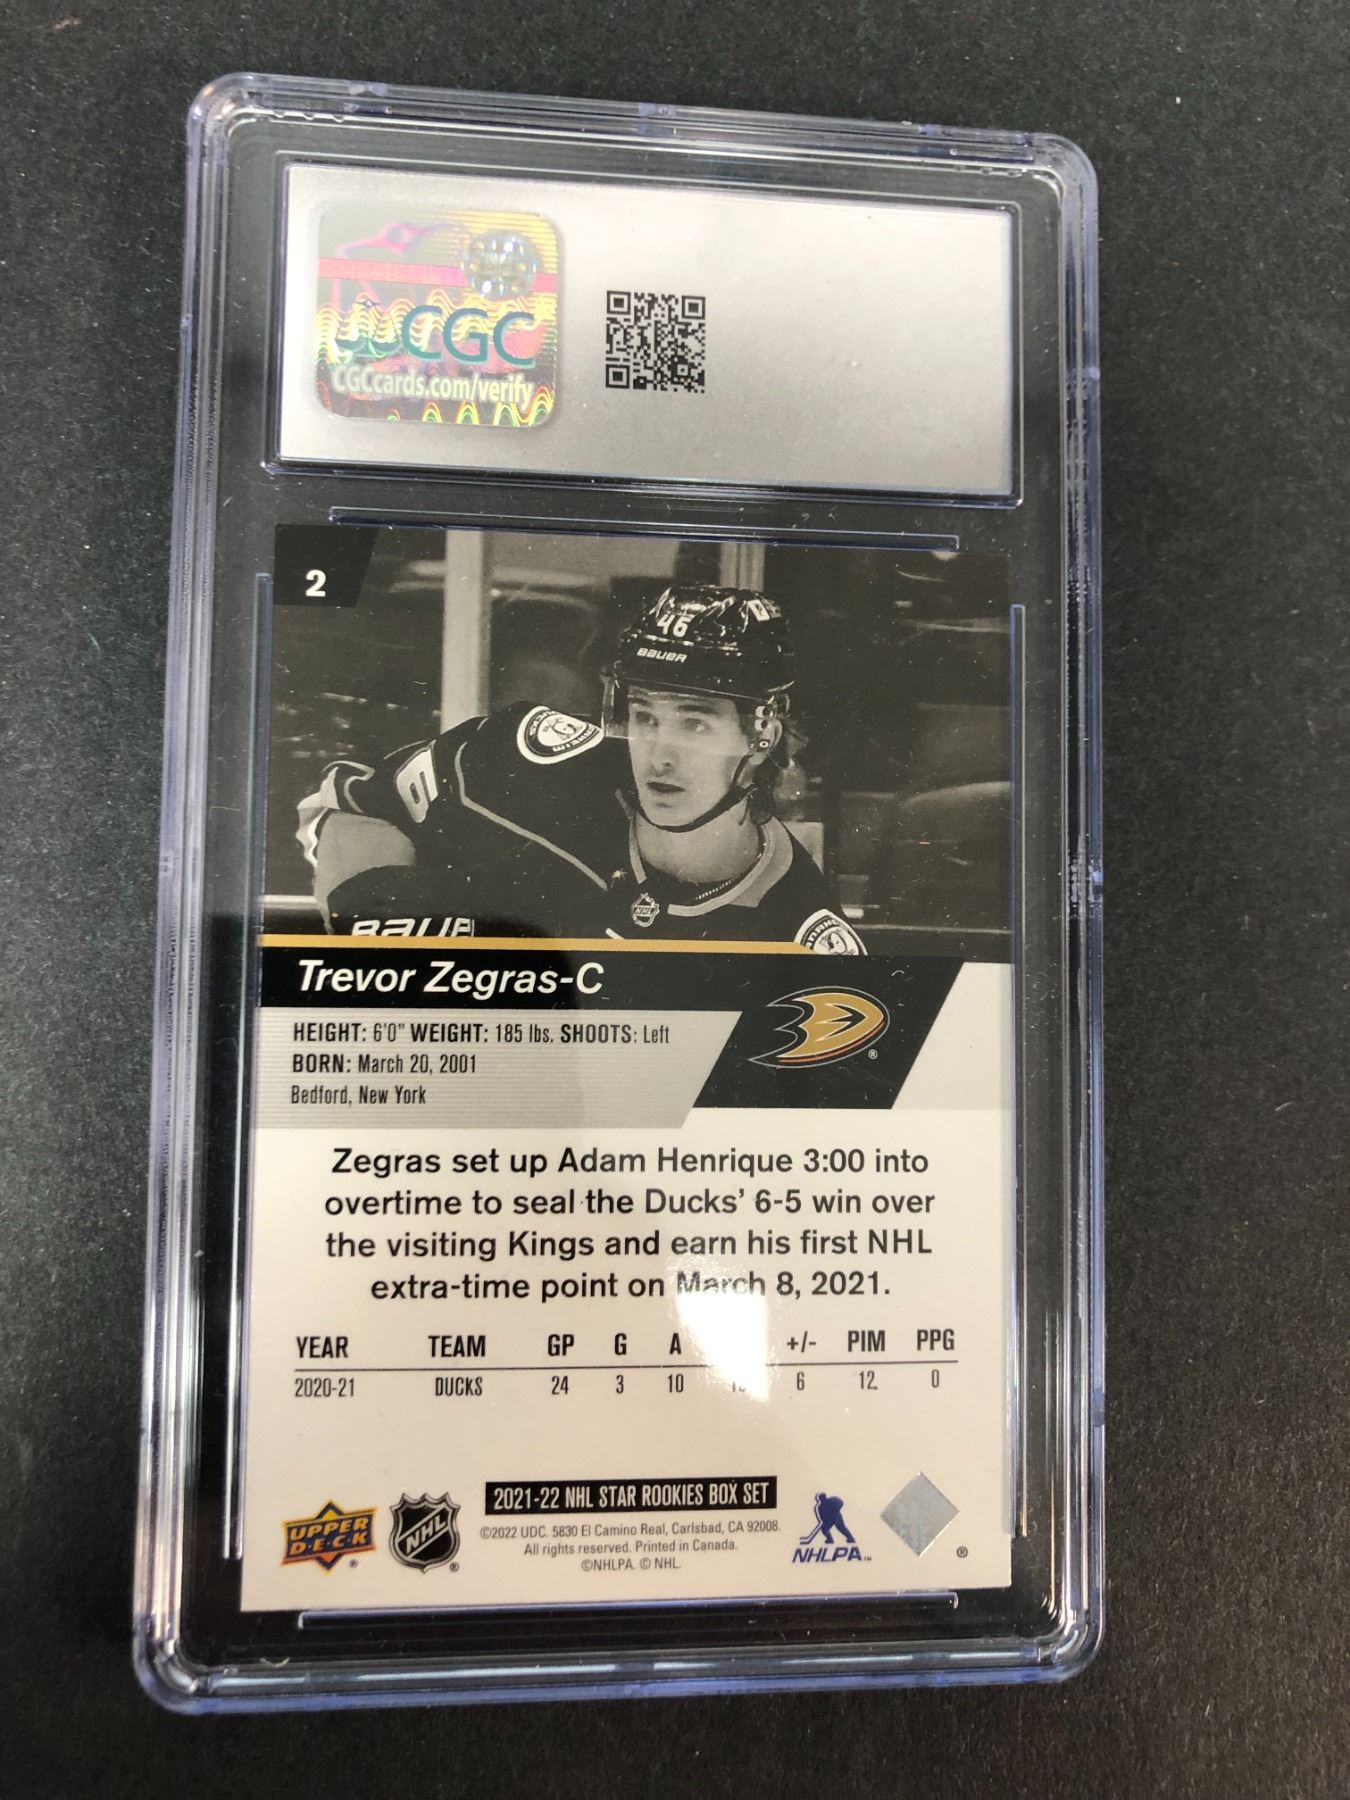 CGC
CGCcards.com/verify
2
46
BAUER
BAUER
NHL
Trevor Zegras-C
HEIGHT: 6'0" WEIGHT: 185 lbs. SHOOTS: Left
BORN: March 20, 2001
Bedford, New York
®
Zegras set up Adam Henrique 3:00 into
overtime to seal the Ducks' 6-5 win over
the visiting Kings and earn his first NHL
extra-time point on March 8, 2021.
YEAR TEAM GP G A +/- PIM PPG
2020-21 DUCKS 24 3 10 6 12 0
2021-22 NHL STAR ROOKIES BOX SET
UPPER
D·E·C·K
®
NHL
®
©2022 UDC. 5830 El Camino Real, Carlsbad, CA 92008.
All rights reserved. Printed in Canada.
©NHLPA. © NHL.
NHLPA™
®